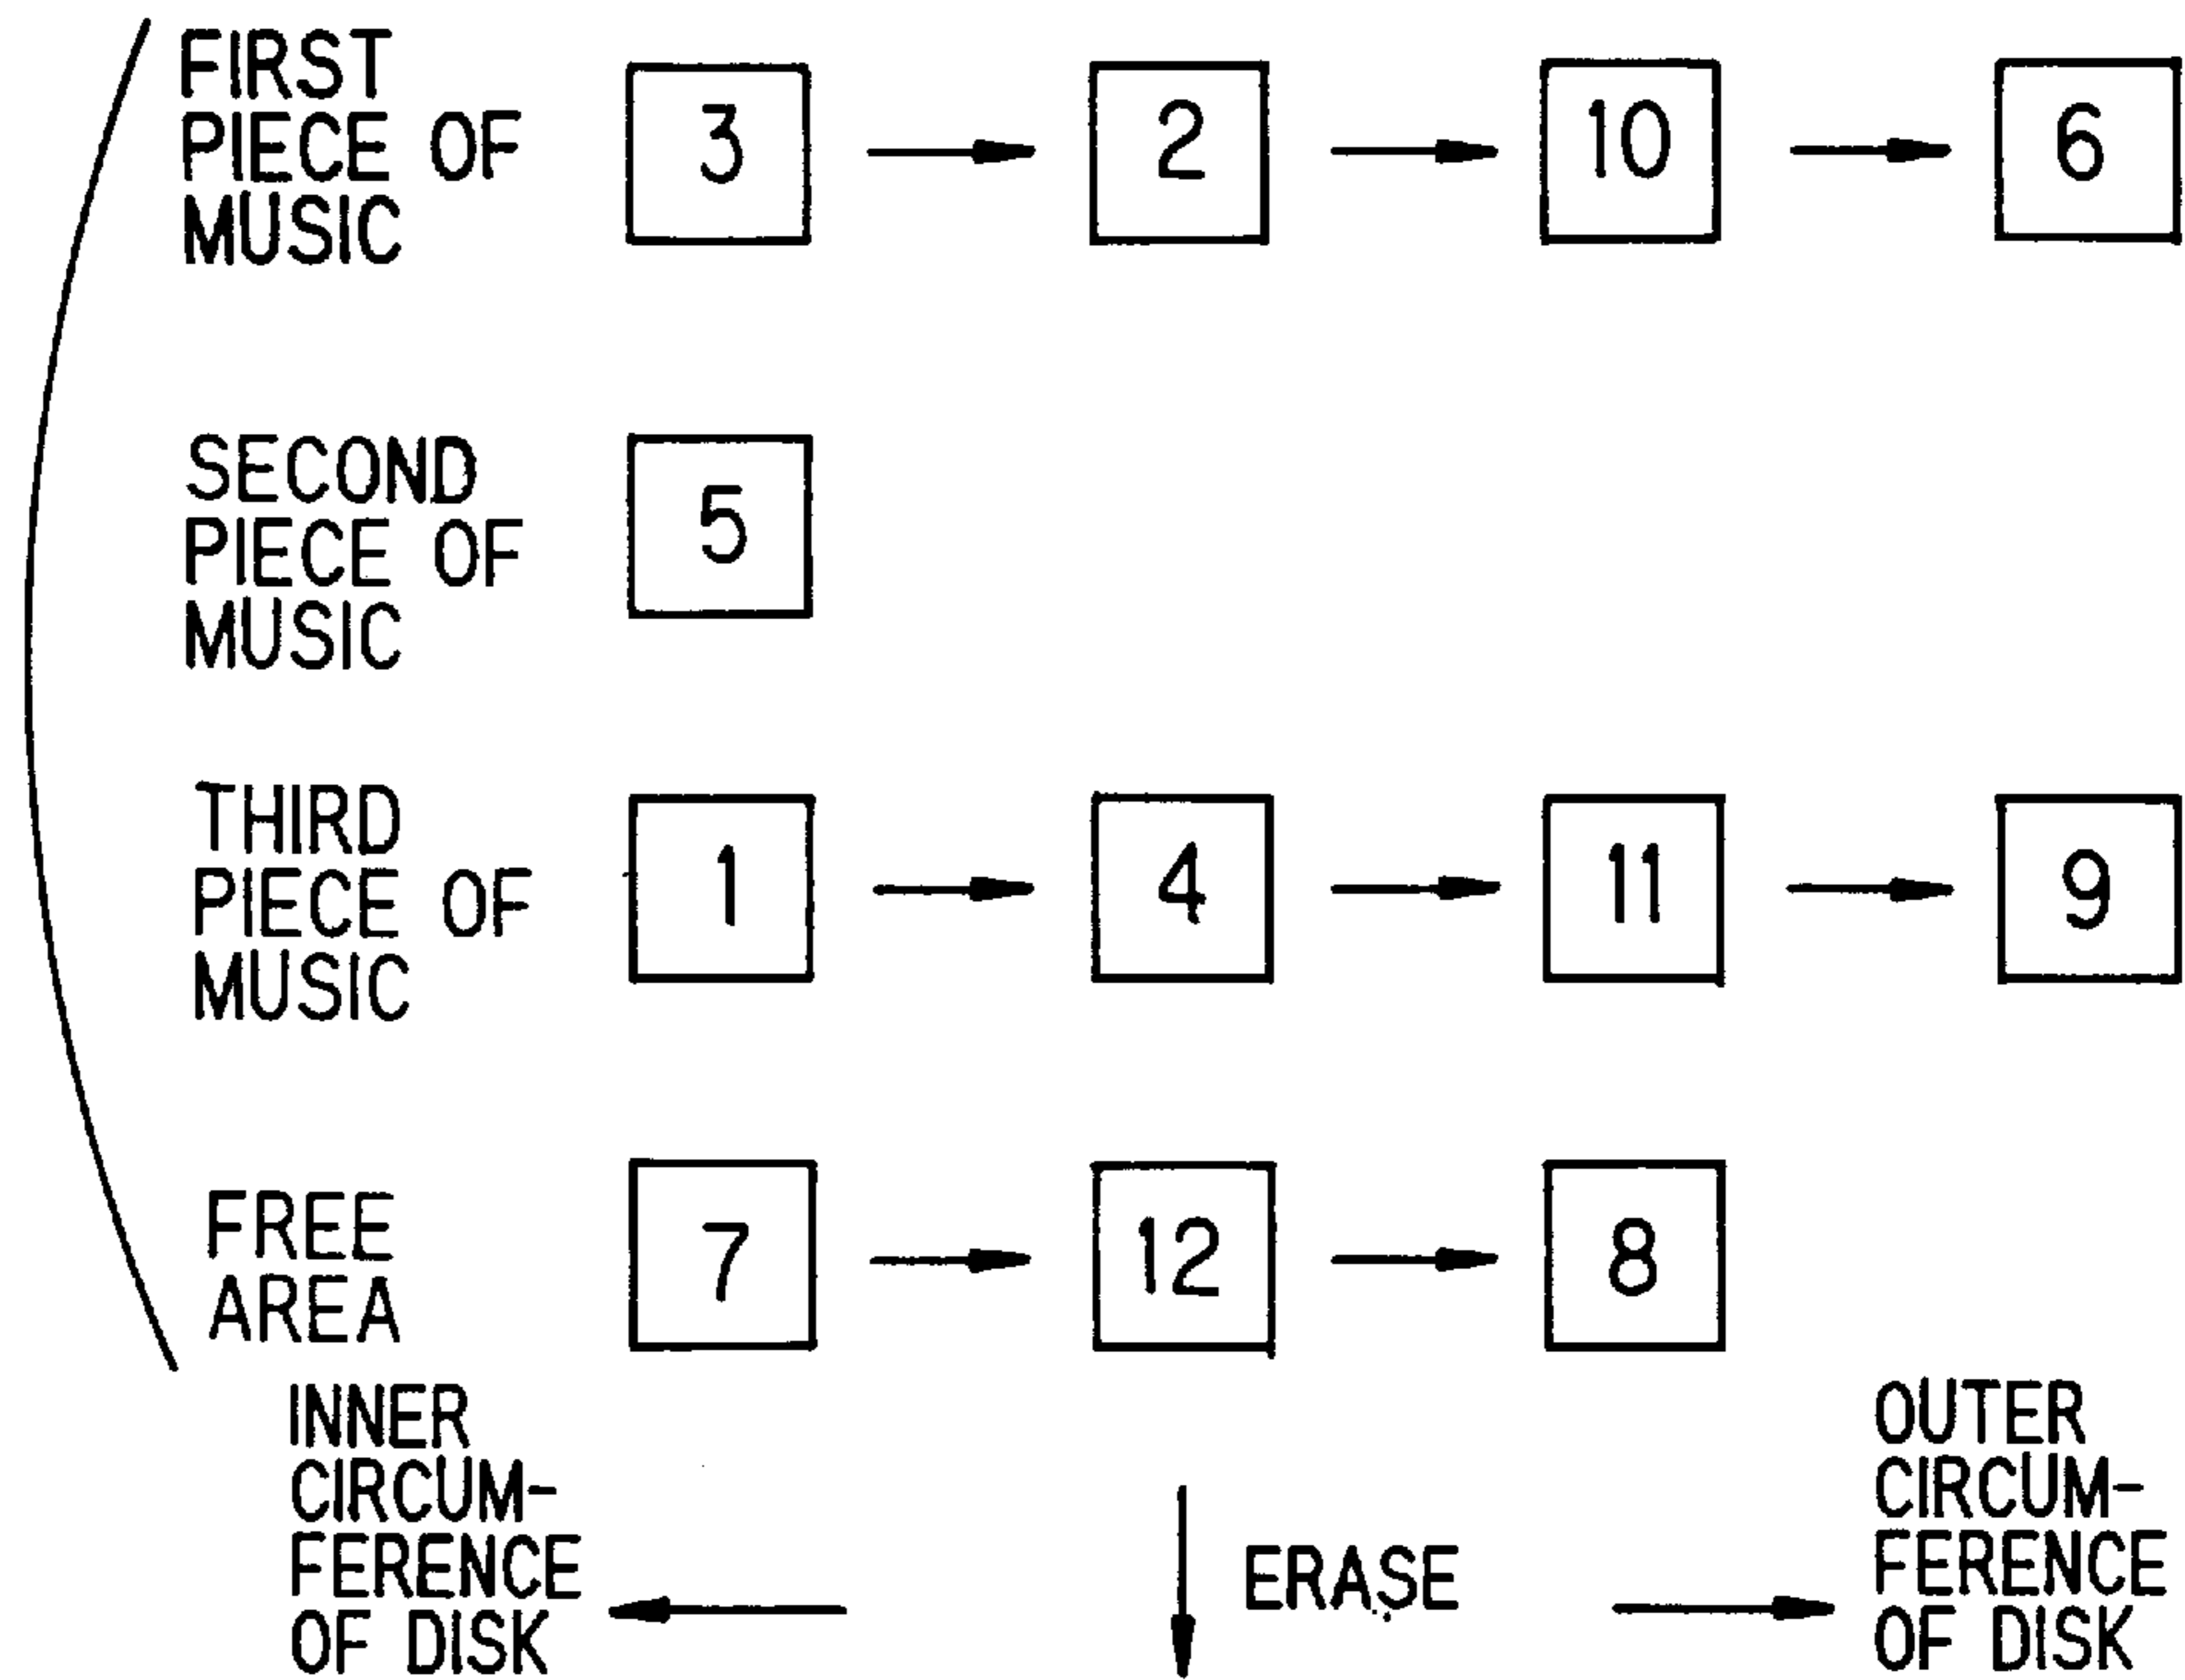 FIRST
PIECE OF
MUSIC
3
2
10
6
SECOND
PIECE OF
MUSIC
5
THIRD
PIECE OF
MUSIC
1
4
11
9
FREE
AREA
7
12
8
INNER
CIRCUM-
FERENCE
OF DISK
ERASE
OUTER
CIRCUM-
FERENCE
OF DISK